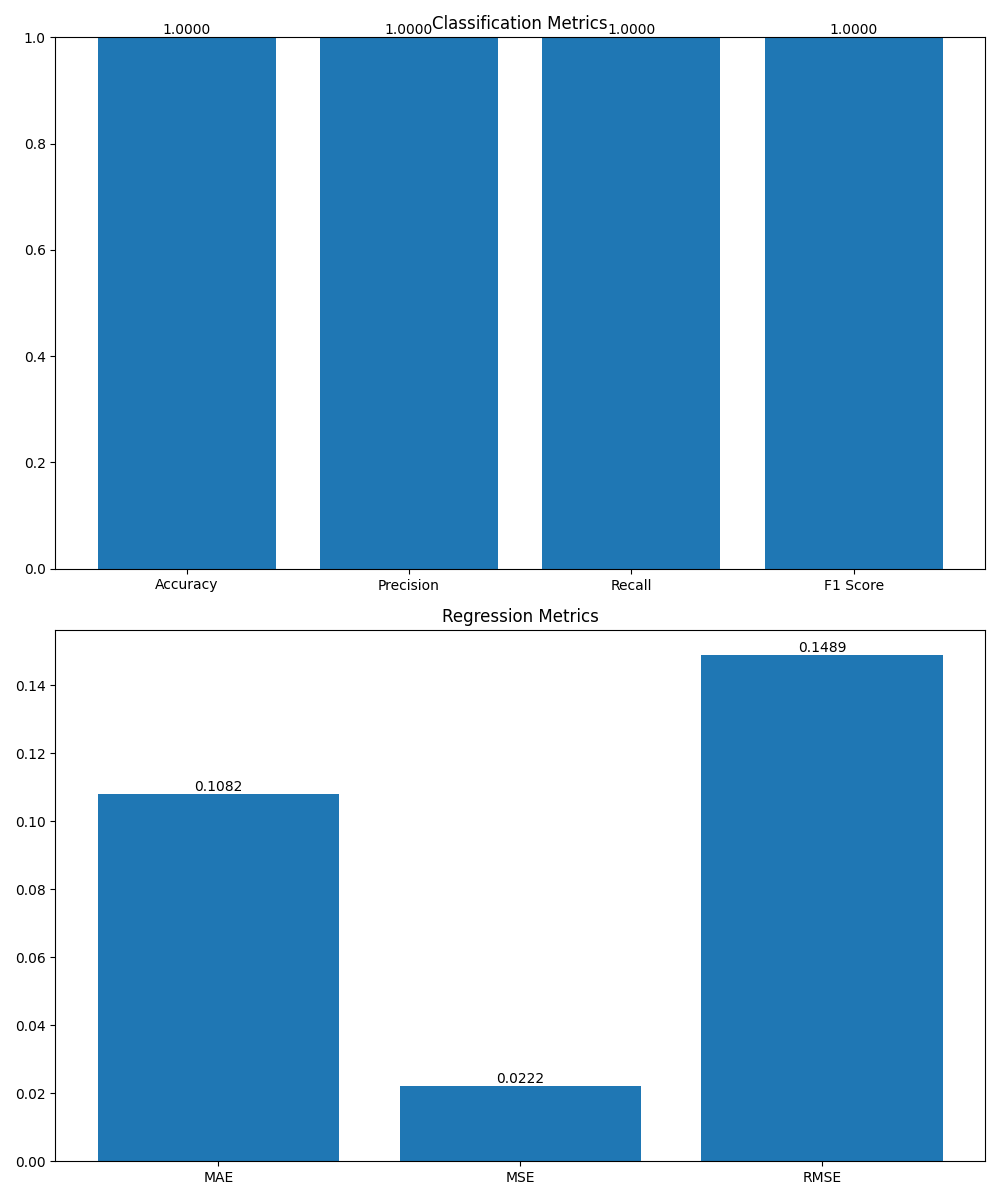 Classification Metrics
1.0000 1.0000 1.0000 1.0000
1.0
0.8
0.6
0.4
0.2
0.0
Accuracy Precision Recall F1 Score
Regression Metrics
0.1082 0.0222 0.1489
0.14
0.12
0.10
0.08
0.06
0.04
0.02
0.00
MAE MSE RMSE